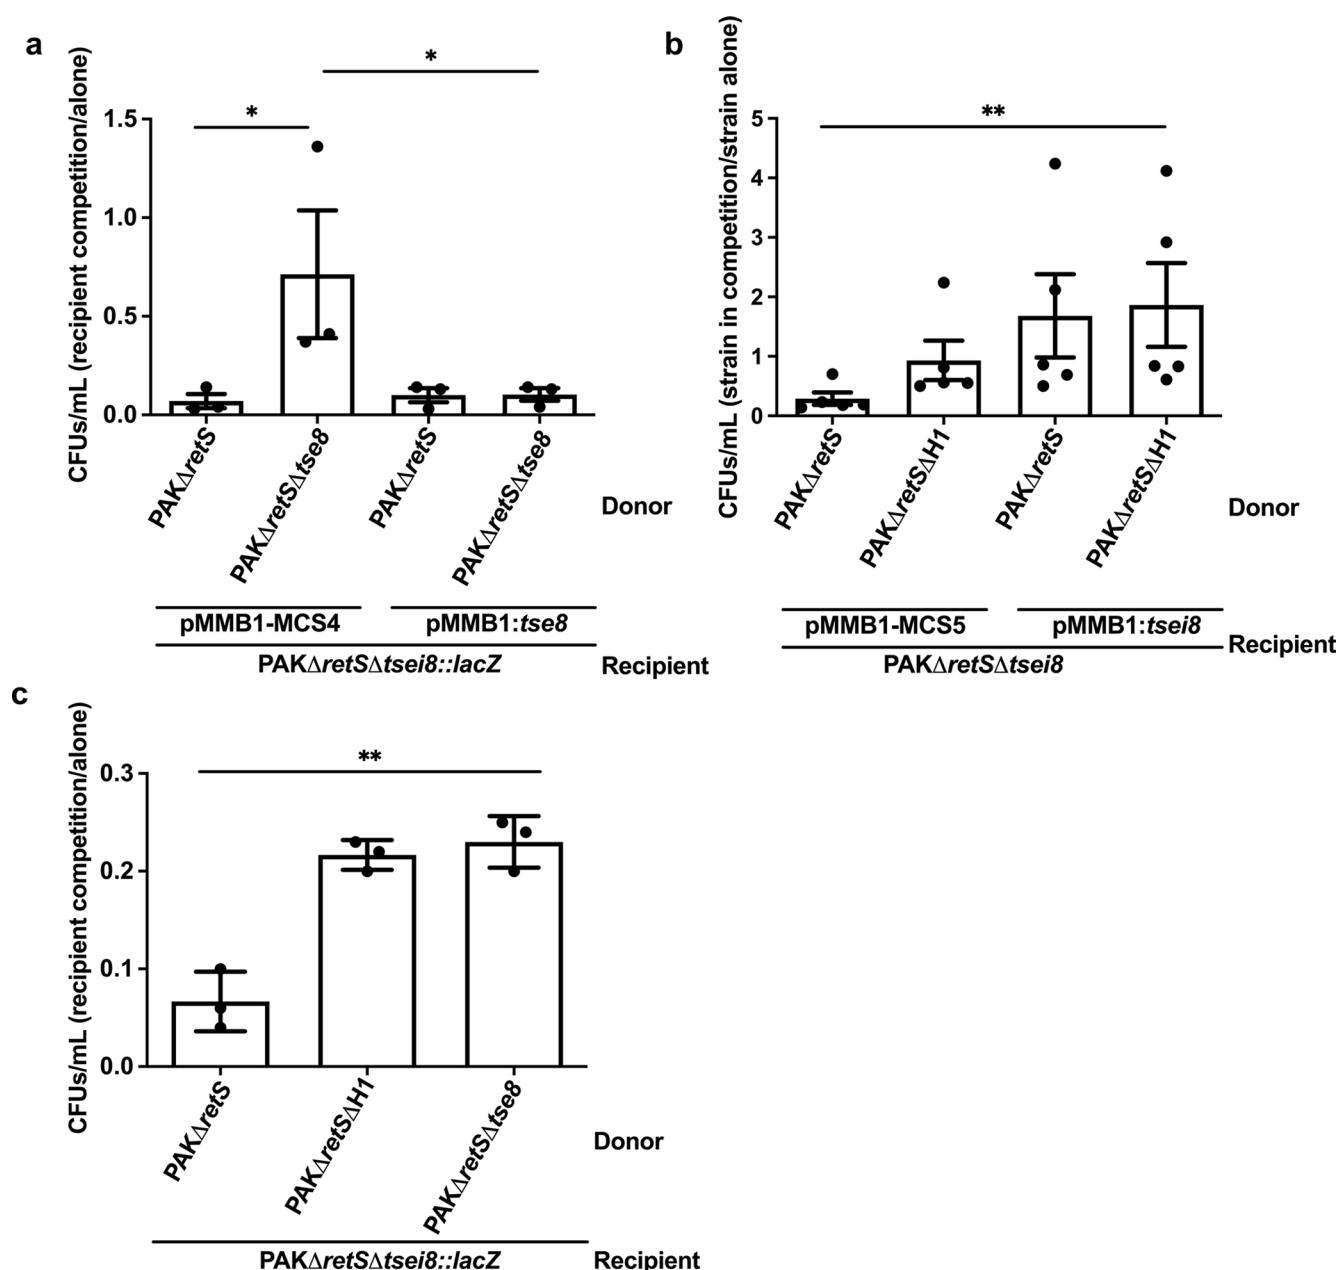 a
CFUs/mL (recipient competition/alone)
*
*
1.5
1.0
0.5
0.0
PAKΔretS
PAKΔretSΔtse8
PAKΔretS
PAKΔretSΔtse8
Donor
pMMB1-MCS4
pMMB1:tse8
PAKΔretSΔtsei8::lacZ
Recipient
b
CFUs/mL (strain in competition/strain alone)
**
5
4
3
2
1
0
PAKΔretS
PAKΔretSΔH1
PAKΔretS
PAKΔretSΔH1
Donor
pMMB1-MCS5
pMMB1:tsei8
PAKΔretSΔtsei8
Recipient
c
CFUs/mL (recipient competition/alone)
**
0.3
0.2
0.1
0.0
PAKΔretS
PAKΔretSΔH1
PAKΔretSΔtse8
Donor
PAKΔretSΔtsei8::lacZ
Recipient